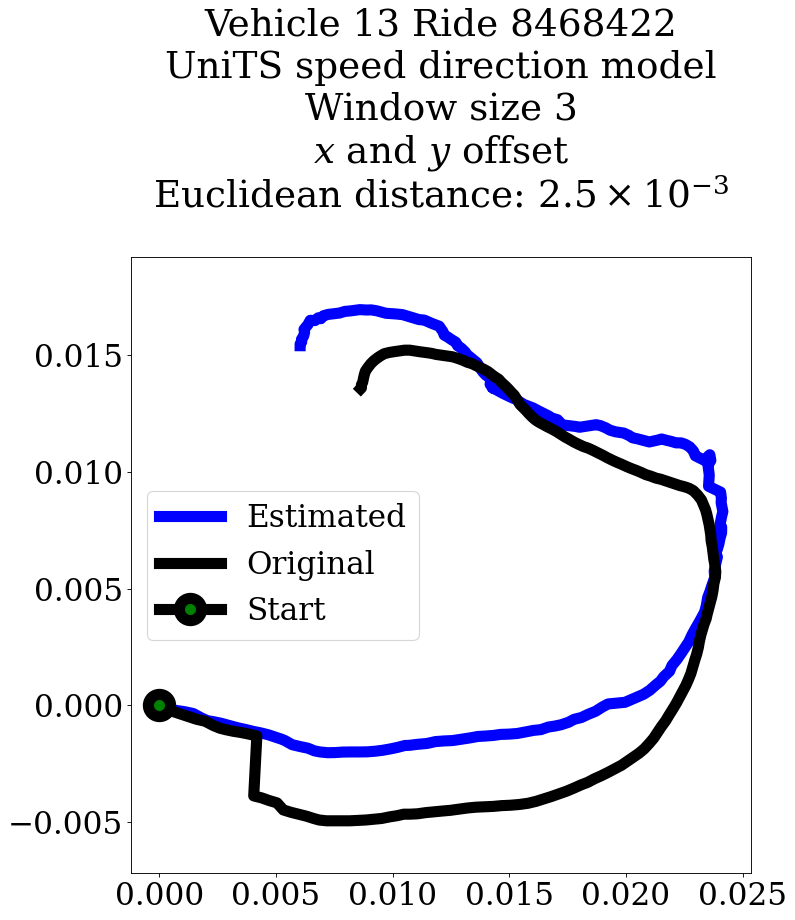 Vehicle 13 Ride 8468422
UniTS speed direction model
Window size 3
x and y offset
Euclidean distance: 2.5 × 10⁻³
0.015
0.010
0.005
0.000
−0.005
Estimated
Original
Start
0.000 0.005 0.010 0.015 0.020 0.025